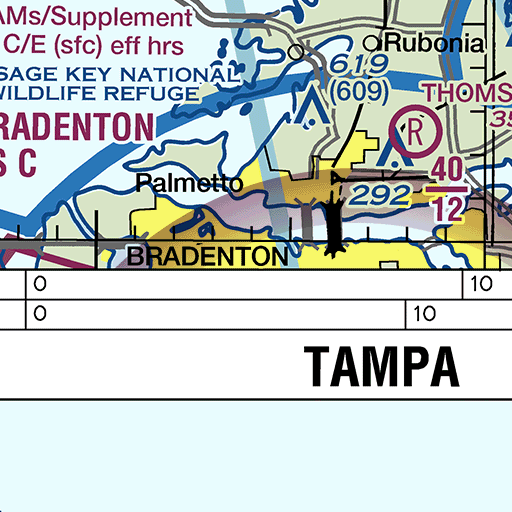 AMs/Supplement
C/E (sfc) eff hrs
Rubonia
619
(609)
SAGE KEY NATIONAL
WILDLIFE REFUGE
THOMS
35
RADENTON
S C
R
40
12
Palmetto
292
BRADENTON
0
10
0
10
TAMPA